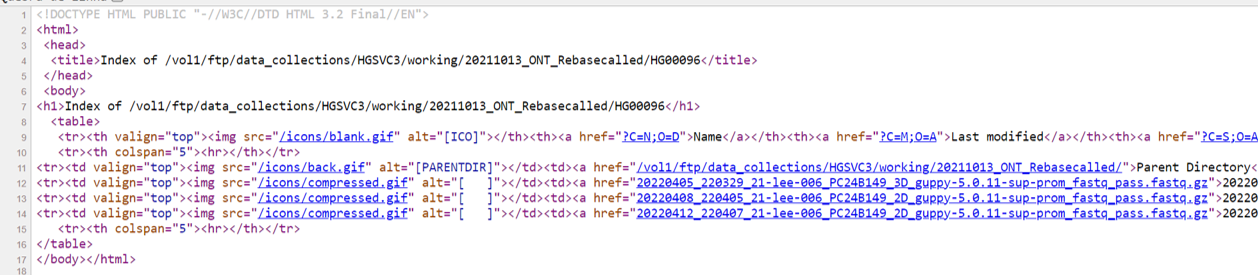 1 <!DOCTYPE HTML PUBLIC "-//W3C//DTD HTML 3.2 Final//EN">
2 <html>
3 <head>
4 <title>Index of /vol1/ftp/data_collections/HGSVC3/working/20211013_ONT_Rebasecalled/HG00096</title>
5 </head>
6 <body>
7 <h1>Index of /vol1/ftp/data_collections/HGSVC3/working/20211013_ONT_Rebasecalled/HG00096</h1>
8 <table>
9 <tr><th valign="top"><img src="/icons/blank.gif" alt="[ICO]"></th><th><a href="?C=N;O=D">Name</a></th><th><a href="?C=M;O=A">Last modified</a></th><th><a href="?C=S;O=A
10 <tr><th colspan="5"><hr></th></tr>
11 <tr><td valign="top"><img src="/icons/back.gif" alt="[PARENTDIR]"></td><td><a href="/vol1/ftp/data_collections/HGSVC3/working/20211013_ONT_Rebasecalled/">Parent Directory<
12 <tr><td valign="top"><img src="/icons/compressed.gif" alt="[   ]"></td><td><a href="20220405_220329_21-lee-006_PC24B149_3D_guppy-5.0.11-sup-prom_fastq_pass.fastq.gz">20220
13 <tr><td valign="top"><img src="/icons/compressed.gif" alt="[   ]"></td><td><a href="20220408_220405_21-lee-006_PC24B149_2D_guppy-5.0.11-sup-prom_fastq_pass.fastq.gz">20220
14 <tr><td valign="top"><img src="/icons/compressed.gif" alt="[   ]"></td><td><a href="20220412_220407_21-lee-006_PC24B149_2D_guppy-5.0.11-sup-prom_fastq_pass.fastq.gz">20220
15 <tr><th colspan="5"><hr></th></tr>
16 </table>
17 </body></html>
18